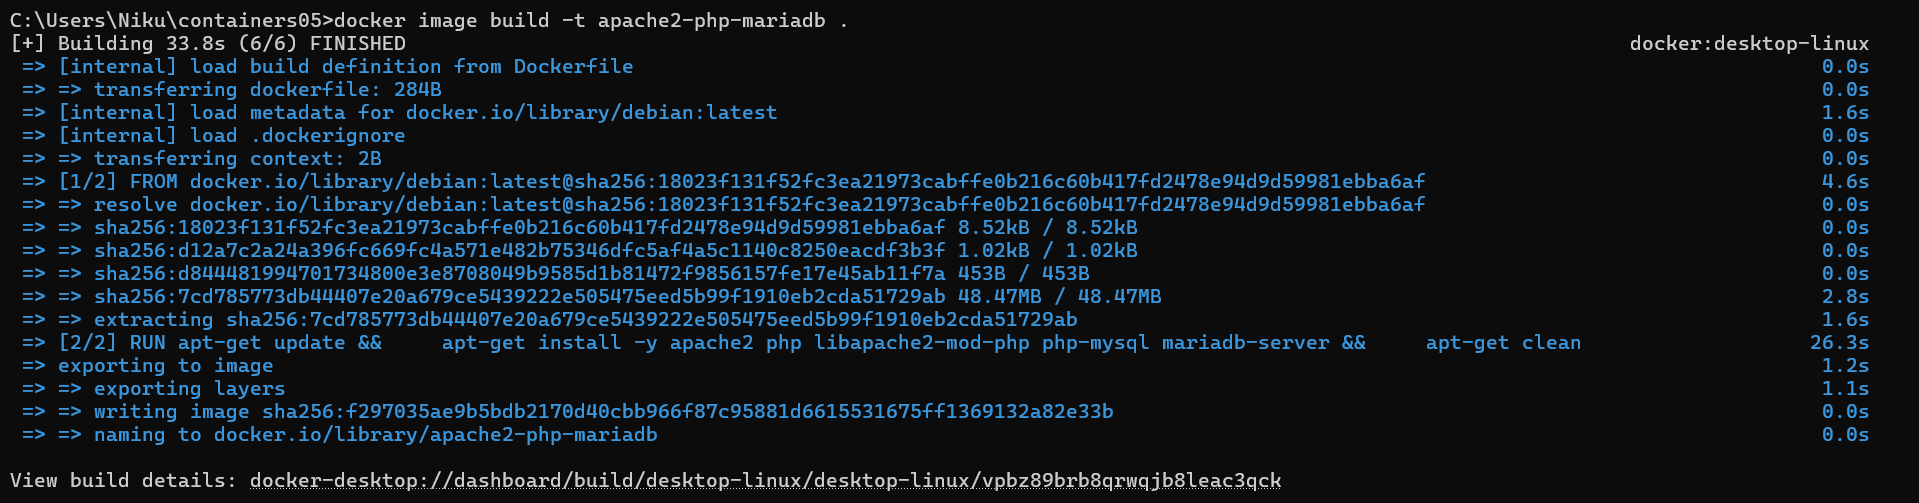 C:\Users\Niku\containers05>docker image build -t apache2-php-mariadb .
[+] Building 33.8s (6/6) FINISHED docker:desktop-linux
=> [internal] load build definition from Dockerfile 0.0s
=> => transferring dockerfile: 284B 0.0s
=> [internal] load metadata for docker.io/library/debian:latest 1.6s
=> [internal] load .dockerignore 0.0s
=> => transferring context: 2B 0.0s
=> [1/2] FROM docker.io/library/debian:latest@sha256:18023f131f52fc3ea21973cabffe0b216c60b417fd2478e94d9d59981ebba6af 4.6s
=> => resolve docker.io/library/debian:latest@sha256:18023f131f52fc3ea21973cabffe0b216c60b417fd2478e94d9d59981ebba6af 0.0s
=> => sha256:18023f131f52fc3ea21973cabffe0b216c60b417fd2478e94d9d59981ebba6af 8.52kB / 8.52kB 0.0s
=> => sha256:d12a7c2a24a396fc669fc4a571e482b75346dfc5af4a5c1140c8250eacdf3b3f 1.02kB / 1.02kB 0.0s
=> => sha256:d844481994701734800e3e8708049b9585d1b81472f9856157fe17e45ab11f7a 453B / 453B 0.0s
=> => sha256:7cd785773db44407e20a679ce5439222e505475eed5b99f1910eb2cda51729ab 48.47MB / 48.47MB 2.8s
=> => extracting sha256:7cd785773db44407e20a679ce5439222e505475eed5b99f1910eb2cda51729ab 1.6s
=> [2/2] RUN apt-get update &&     apt-get install -y apache2 php libapache2-mod-php php-mysql mariadb-server &&     apt-get clean 26.3s
=> exporting to image 1.2s
=> => exporting layers 1.1s
=> => writing image sha256:f297035ae9b5bdb2170d40cbb966f87c95881d6615531675ff1369132a82e33b 0.0s
=> => naming to docker.io/library/apache2-php-mariadb 0.0s
View build details: docker-desktop://dashboard/build/desktop-linux/desktop-linux/vpbz89brb8qrwqjb8leac3qck